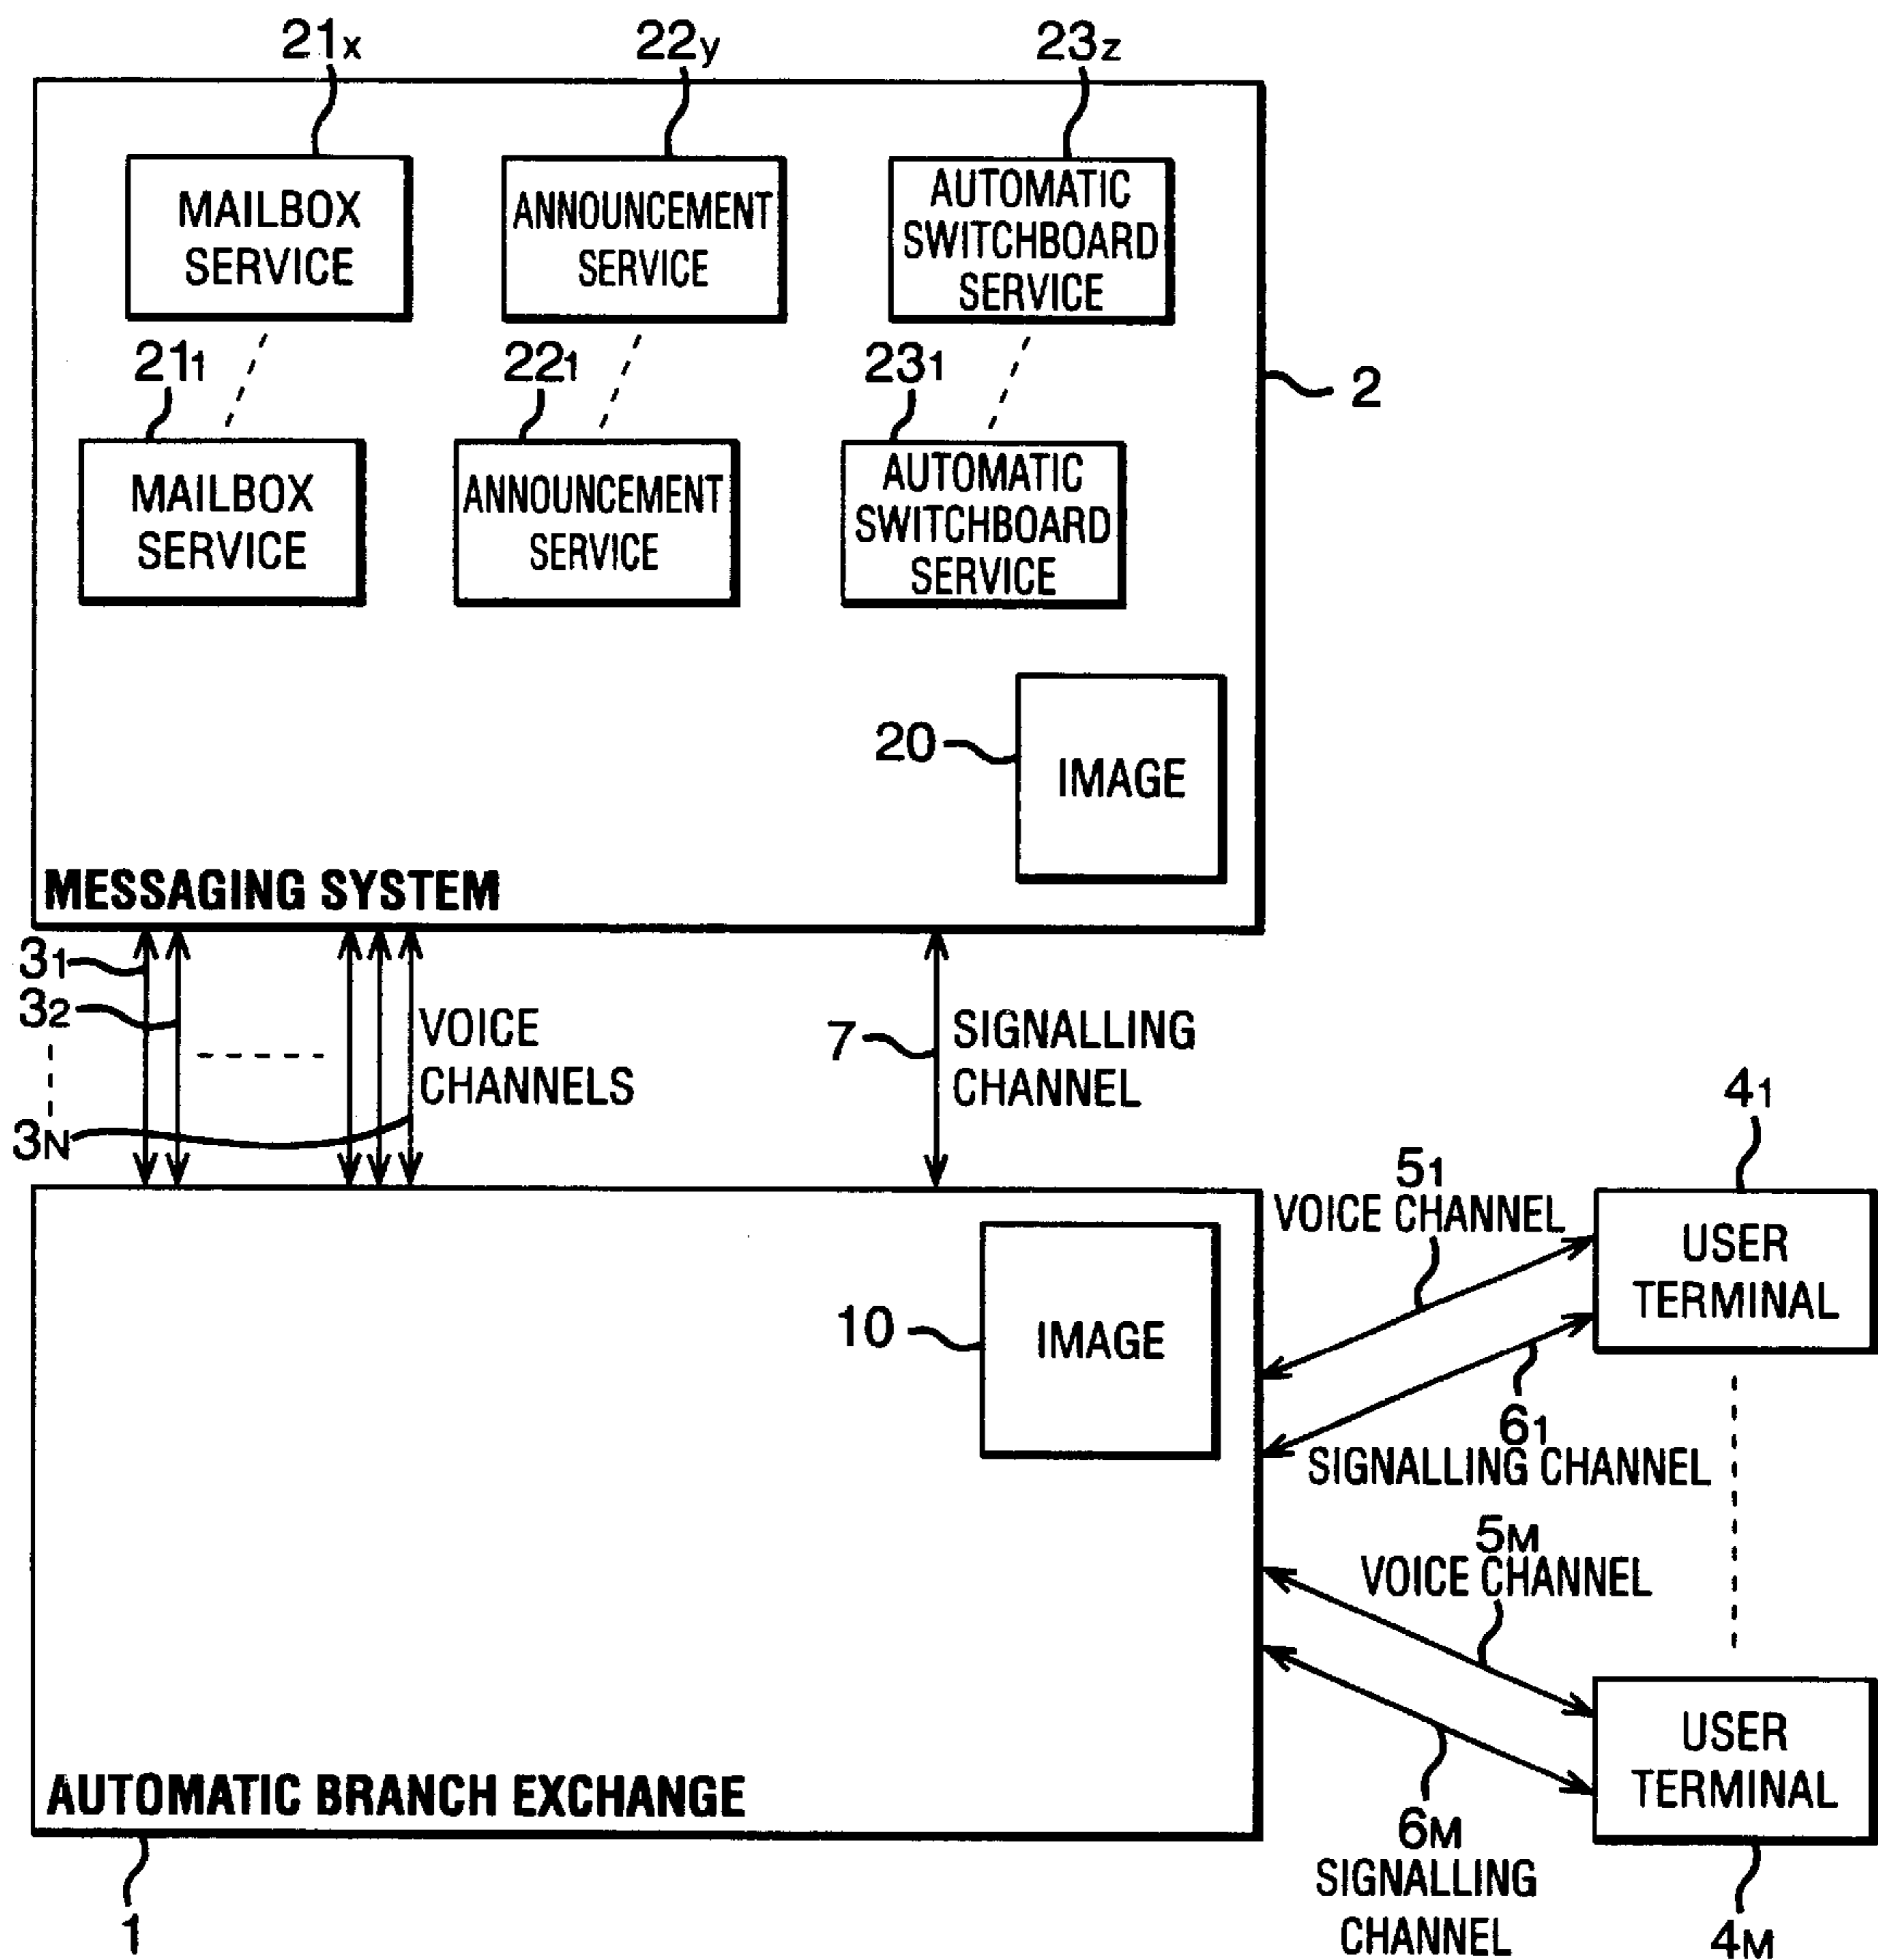 21x
22y
23z
MAILBOX
SERVICE
ANNOUNCEMENT
SERVICE
AUTOMATIC
SWITCHBOARD
SERVICE
211
221
231
2
MAILBOX
SERVICE
ANNOUNCEMENT
SERVICE
AUTOMATIC
SWITCHBOARD
SERVICE
20
IMAGE
MESSAGING SYSTEM
31
32
3N
VOICE
CHANNELS
7
SIGNALLING
CHANNEL
41
51
VOICE CHANNEL
USER
TERMINAL
10
IMAGE
61
SIGNALLING CHANNEL
5M
VOICE CHANNEL
USER
TERMINAL
AUTOMATIC BRANCH EXCHANGE
6M
SIGNALLING
CHANNEL
1
4M